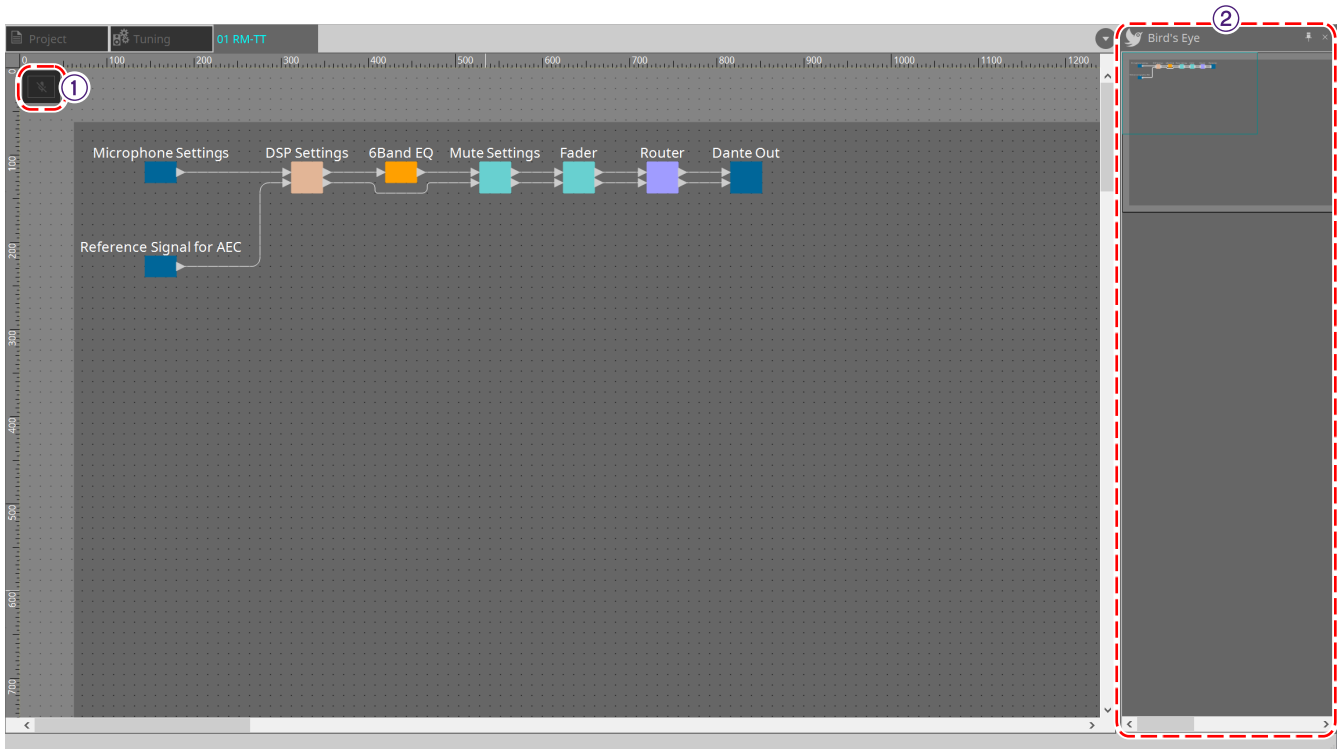 ②
Project
Tuning
01 RM-TT
Bird's Eye
0 100 200 300 400 500 600 700 800 900 1000 1100 1200
①
0
100
200
300
400
500
600
700
Microphone Settings
DSP Settings
6Band EQ
Mute Settings
Fader
Router
Dante Out
Reference Signal for AEC